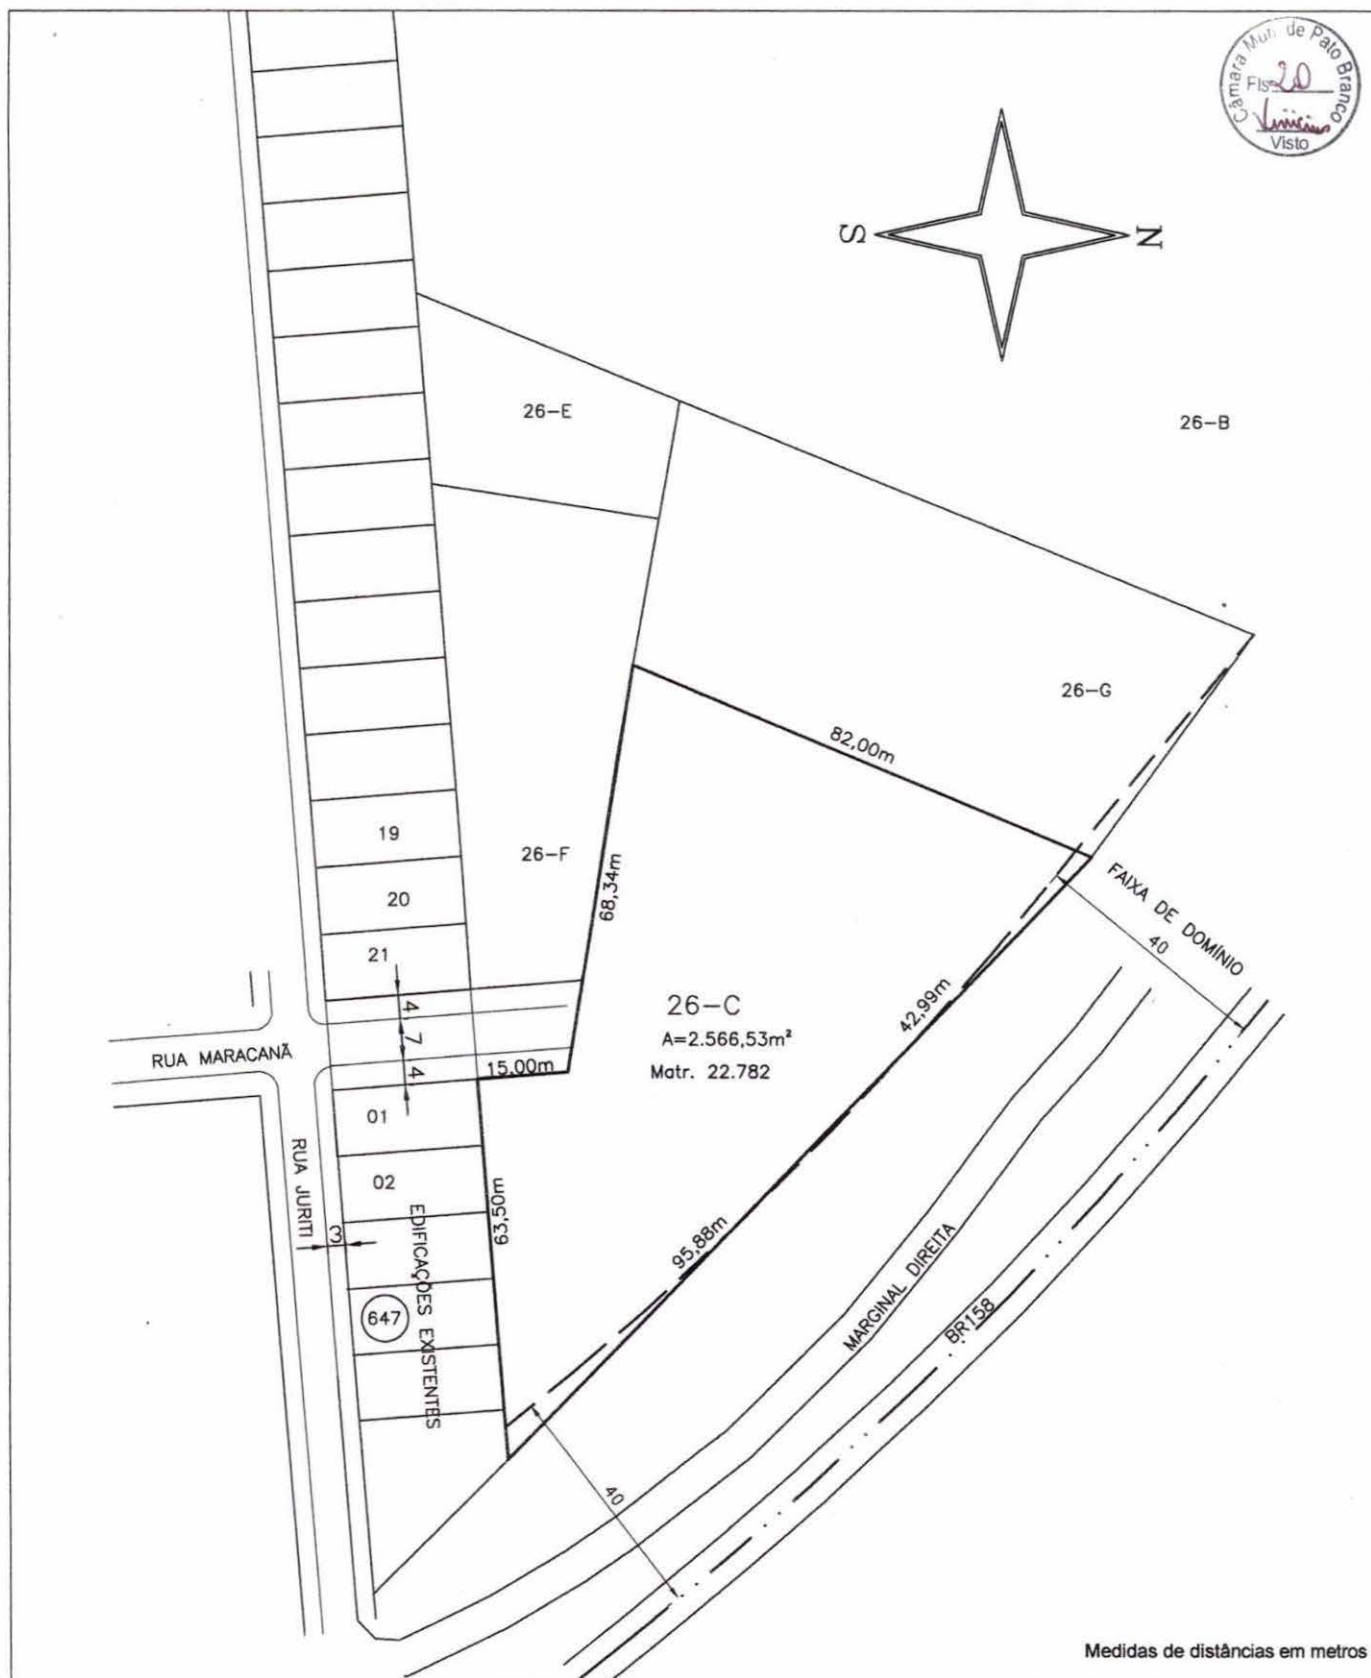 Câmara Mun. de Pato Branco
Fls 20
Visto
S
N
26-E
26-B
26-G
82,00m
19
26-F
68,34m
20
21
FAIXA DE DOMÍNIO
40
4,
7
4,
26-C
A=2.566,53m²
Matr. 22.782
42,99m
RUA MARACANÃ
15,00m
01
RUA JURITI
02
63,50m
3
EDIFICAÇÕES EXISTENTES
647
95,88m
MARGINAL DIREITA
BR158
40
Medidas de distâncias em metros